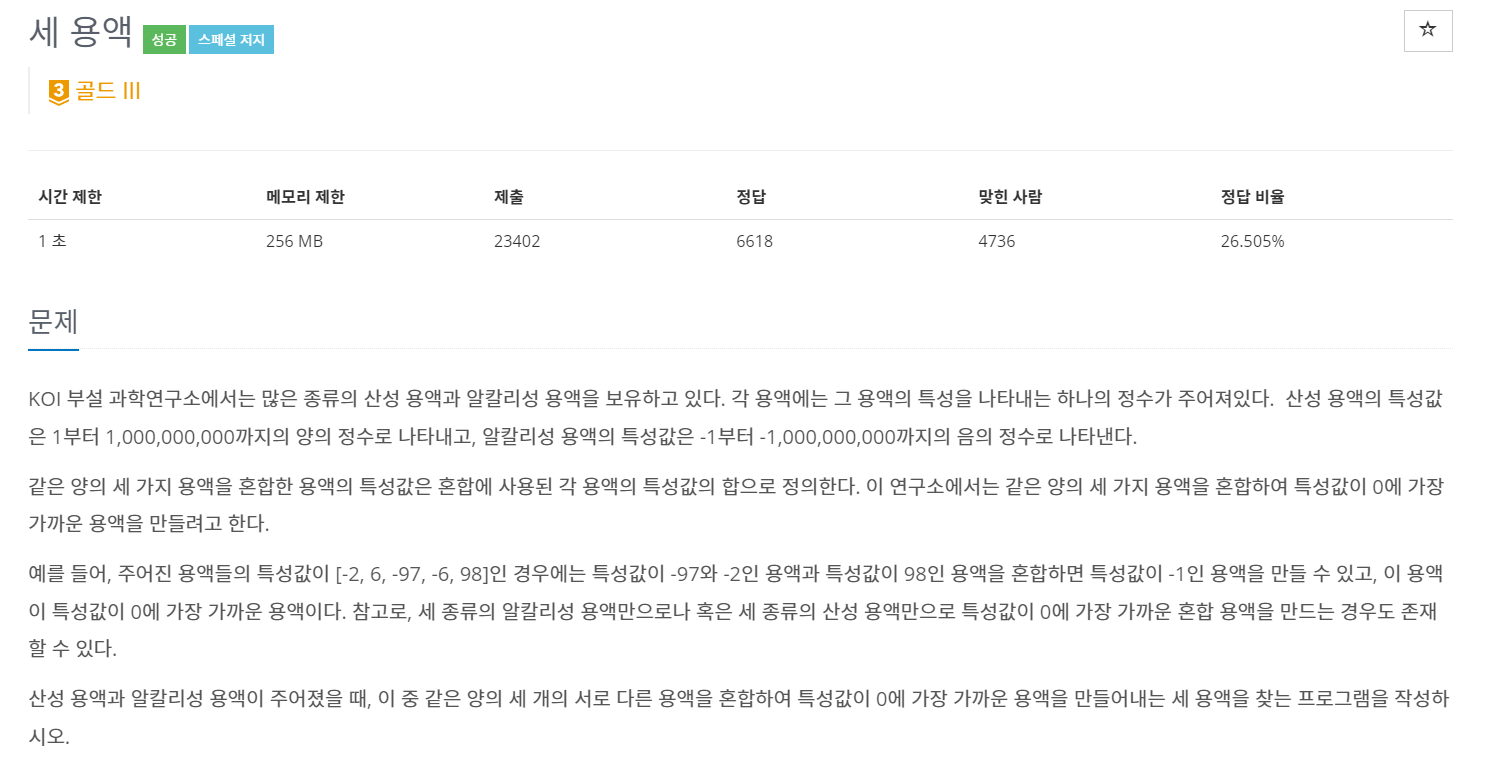 세 용액 성공 스페셜 저지
☆
3 골드 III
시간 제한 메모리 제한 제출 정답 맞힌 사람 정답 비율
1 초 256 MB 23402 6618 4736 26.505%
문제
KOI 부설 과학연구소에서는 많은 종류의 산성 용액과 알칼리성 용액을 보유하고 있다. 각 용액에는 그 용액의 특성을 나타내는 하나의 정수가 주어져있다. 산성 용액의 특성값
은 1부터 1,000,000,000까지의 양의 정수로 나타내고, 알칼리성 용액의 특성값은 -1부터 -1,000,000,000까지의 음의 정수로 나타낸다.
같은 양의 세 가지 용액을 혼합한 용액의 특성값은 혼합에 사용된 각 용액의 특성값의 합으로 정의한다. 이 연구소에서는 같은 양의 세 가지 용액을 혼합하여 특성값이 0에 가장
가까운 용액을 만들려고 한다.
예를 들어, 주어진 용액들의 특성값이 [-2, 6, -97, -6, 98]인 경우에는 특성값이 -97와 -2인 용액과 특성값이 98인 용액을 혼합하면 특성값이 -1인 용액을 만들 수 있고, 이 용액
이 특성값이 0에 가장 가까운 용액이다. 참고로, 세 종류의 알칼리성 용액만으로나 혹은 세 종류의 산성 용액만으로 특성값이 0에 가장 가까운 혼합 용액을 만드는 경우도 존재
할 수 있다.
산성 용액과 알칼리성 용액이 주어졌을 때, 이 중 같은 양의 세 개의 서로 다른 용액을 혼합하여 특성값이 0에 가장 가까운 용액을 만들어내는 세 용액을 찾는 프로그램을 작성하
시오.